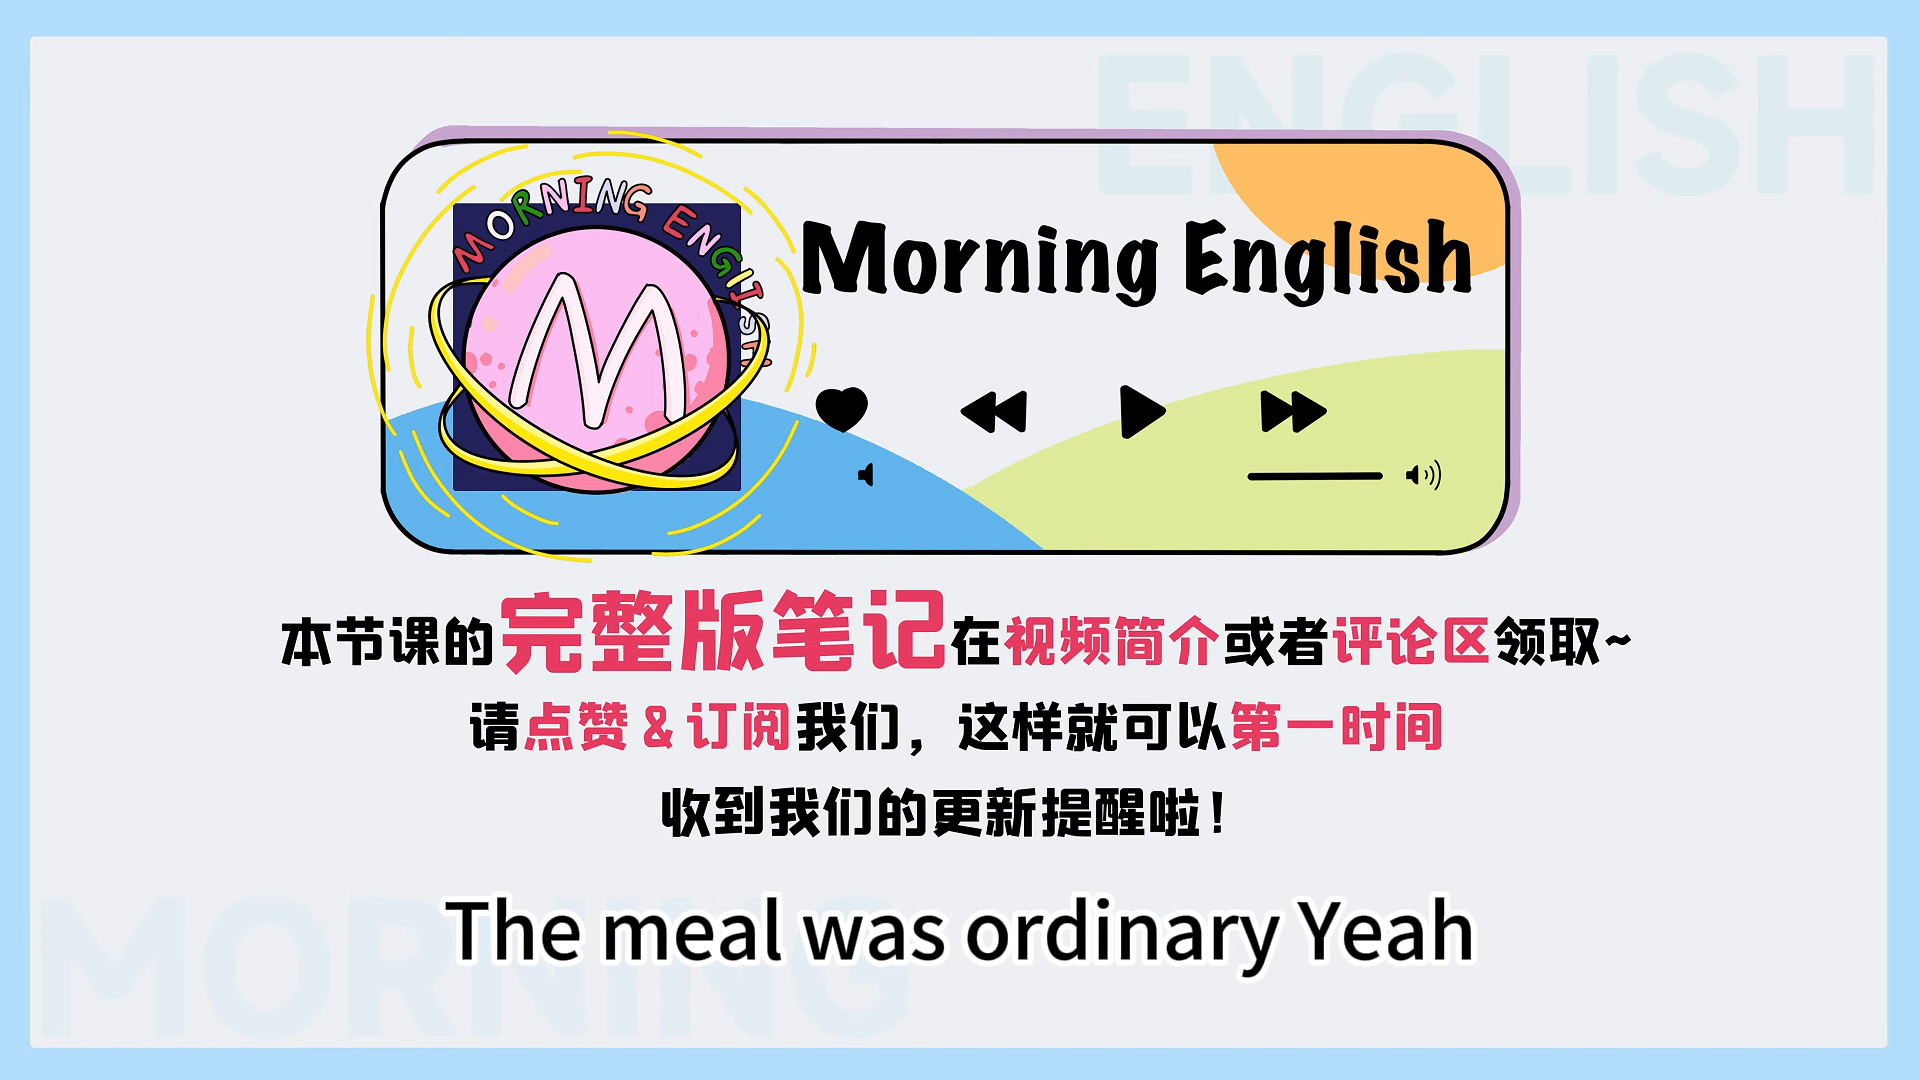 ENGLISH
MORNING ENGLISH
M
Morning English
本节课的完整版笔记在视频简介或者评论区领取~
请点赞&订阅我们，这样就可以第一时间
收到我们的更新提醒啦！
MORNING
The meal was ordinary Yeah